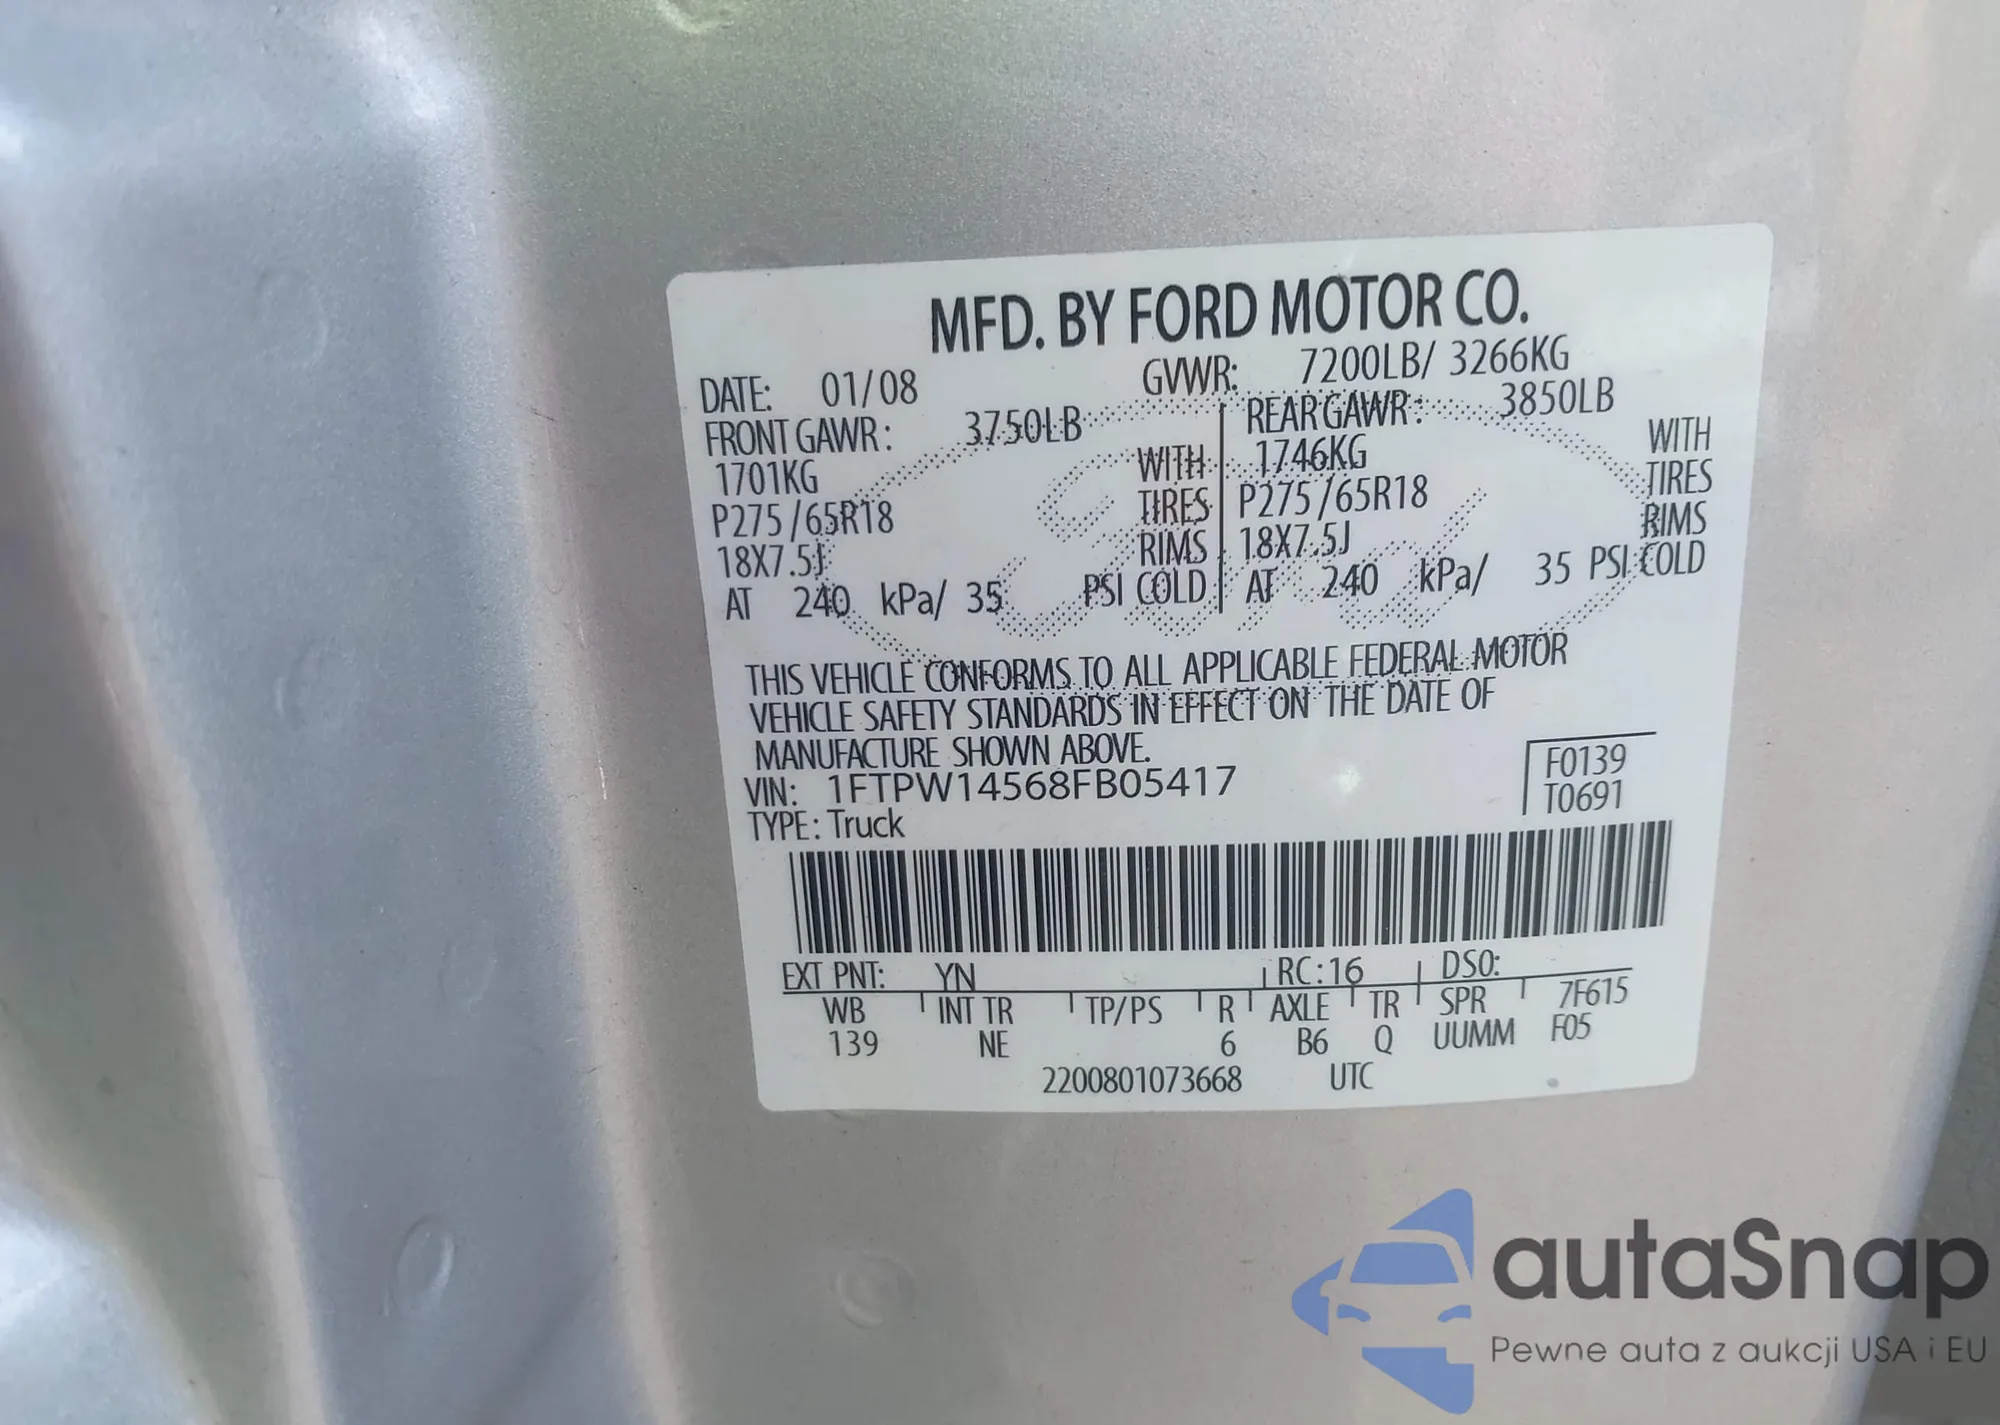 MFD. BY FORD MOTOR CO.
DATE: 01/08 GVWR: 7200LB/ 3266KG
FRONT GAWR: 3750LB REAR GAWR: 3850LB
1701KG WITH 1746KG WITH
P275/65R18 TIRES P275/65R18 TIRES
18X7.5J RIMS 18X7.5J RIMS
AT 240 kPa/ 35 PSI COLD AT 240 kPa/ 35 PSI COLD
THIS VEHICLE CONFORMS TO ALL APPLICABLE FEDERAL MOTOR
VEHICLE SAFETY STANDARDS IN EFFECT ON THE DATE OF
MANUFACTURE SHOWN ABOVE.
VIN: 1FTPW14568FB05417
TYPE: Truck
F0139
T0691
EXT PNT: YN RC:16 DSO:
WB INT TR TP/PS R AXLE TR SPR 7F615
139 NE 6 B6 Q UUMM F05
2200801073668 UTC
autaSnap
Pewne auta z aukcji USA i EU